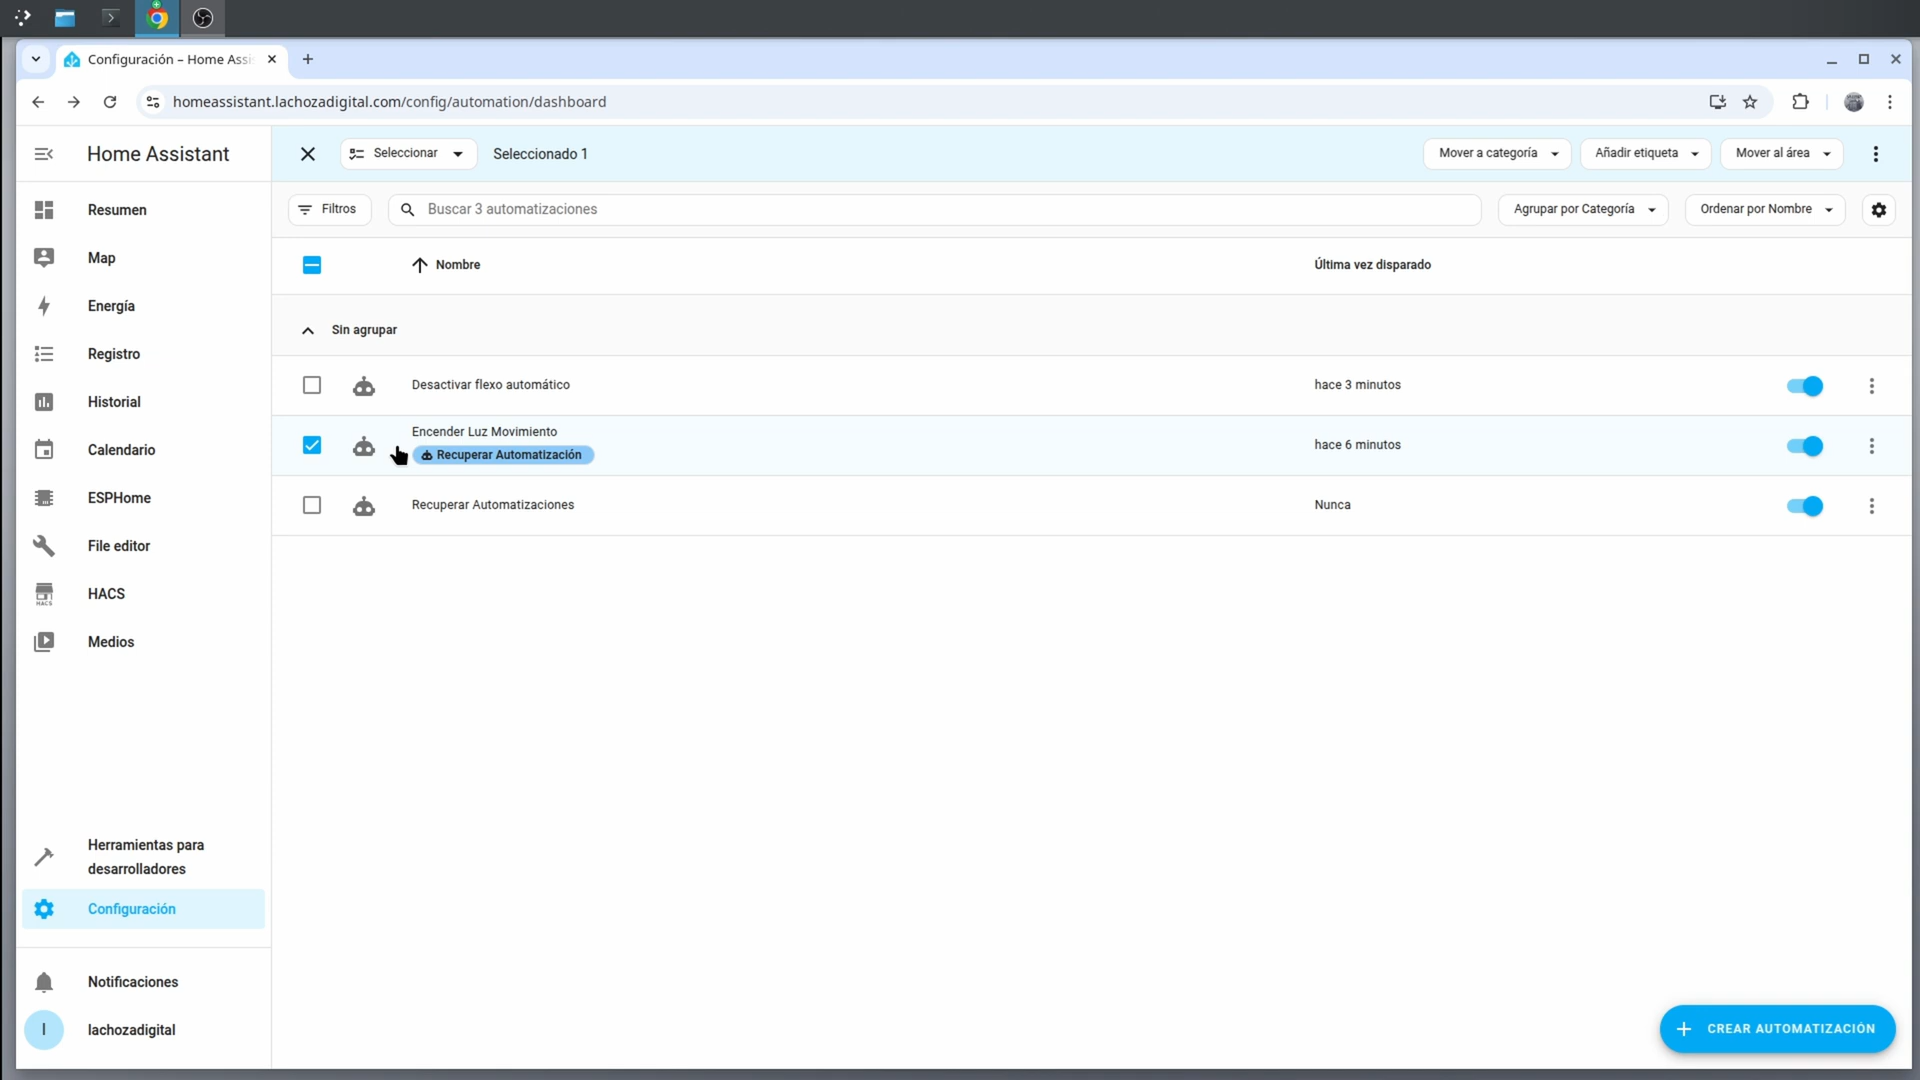 Configuración – Home Assi
homeassistant.lachozadigital.com/config/automation/dashboard
Home Assistant
Seleccionar
Seleccionado 1
Mover a categoría
Añadir etiqueta
Mover al área
Resumen
Filtros
Buscar 3 automatizaciones
Agrupar por Categoría
Ordenar por Nombre
Map
Nombre
Última vez disparado
Energía
Sin agrupar
Registro
Desactivar flexo automático
hace 3 minutos
Historial
Encender Luz Movimiento
Recuperar Automatización
hace 6 minutos
Calendario
ESPHome
Recuperar Automatizaciones
Nunca
File editor
HACS
HACS
Medios
Herramientas para
desarrolladores
Configuración
Notificaciones
l
lachozadigital
CREAR AUTOMATIZACIÓN